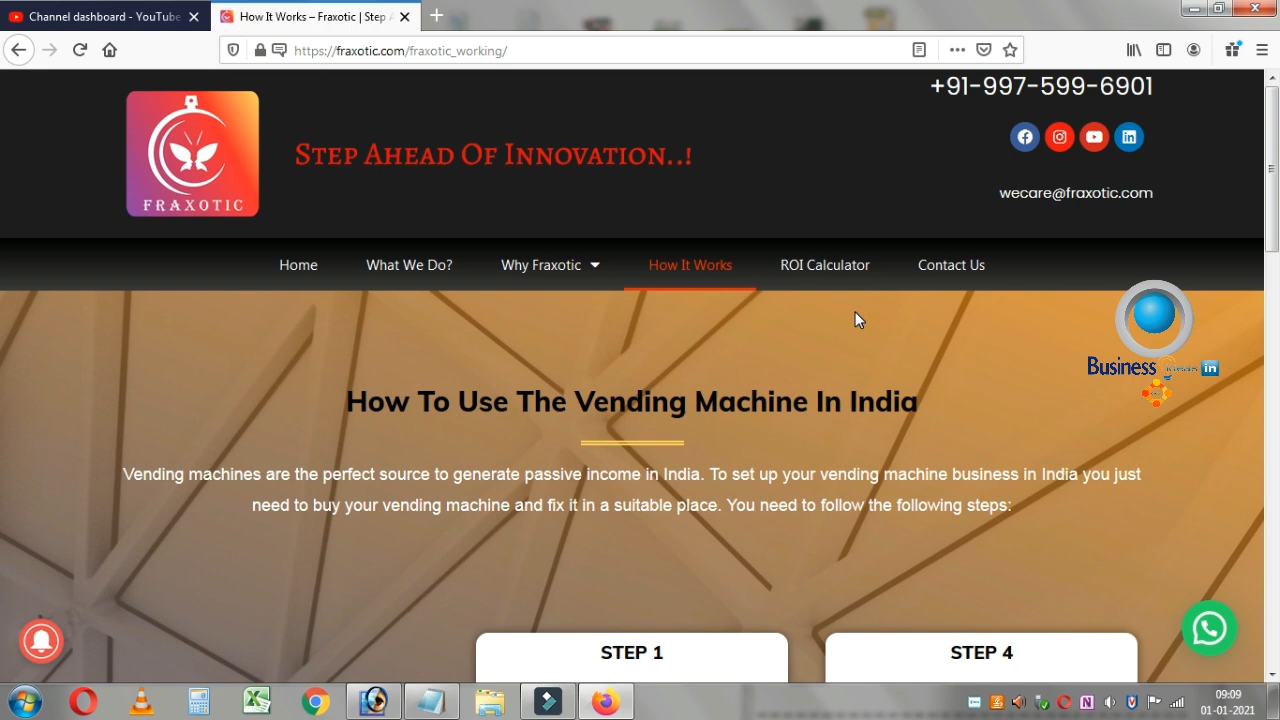 Channel dashboard - YouTube
How It Works – Fraxotic | Step A
https://fraxotic.com/fraxotic_working/
+91-997-599-6901
FRAXOTIC
Step Ahead Of Innovation..!
wecare@fraxotic.com
Home
What We Do?
Why Fraxotic
How It Works
ROI Calculator
Contact Us
Business
in
How To Use The Vending Machine In India
Vending machines are the perfect source to generate passive income in India. To set up your vending machine business in India you just
need to buy your vending machine and fix it in a suitable place. You need to follow the following steps:
STEP 1
STEP 4
09:09
01-01-2021